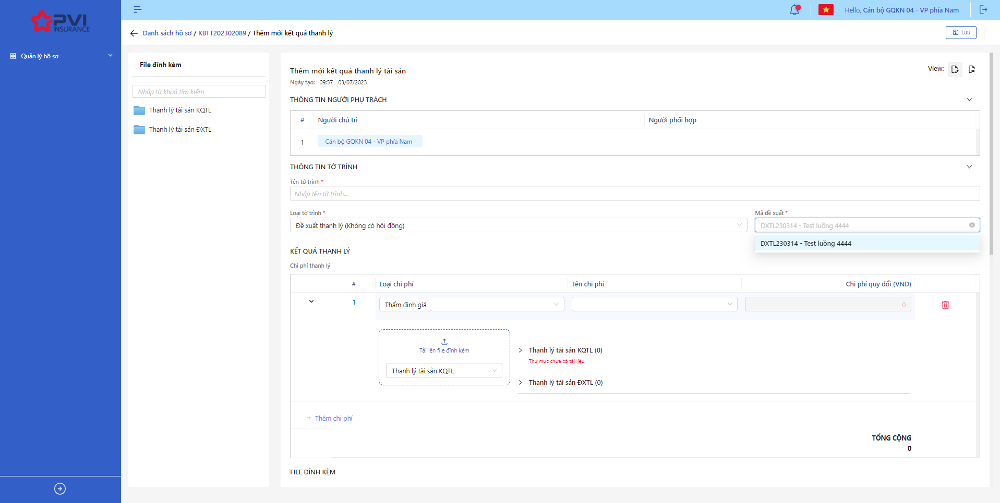 PVI
INSURANCE
Quản lý hồ sơ
Hello, Cán bộ GQKN 04 - VP phía Nam
Danh sách hồ sơ / KBTT202302089 / Thêm mới kết quả thanh lý
Lưu
File đính kèm
Nhập từ khoá tìm kiếm
Thanh lý tài sản KQTL
Thanh lý tài sản ĐXTL
Thêm mới kết quả thanh lý tài sản
View:
Ngày tạo: 09:57 - 03/07/2023
THÔNG TIN NGƯỜI PHỤ TRÁCH
# Người chủ trì Người phối hợp
1 Cán bộ GQKN 04 - VP phía Nam
THÔNG TIN TỜ TRÌNH
Tên tờ trình *
Nhập tên tờ trình...
Loại tờ trình * Mã đề xuất *
Đề xuất thanh lý (Không có hội đồng) DXTL230314 - Test luồng 4444
DXTL230314 - Test luồng 4444
KẾT QUẢ THANH LÝ
Chi phí thanh lý
# Loại chi phí Tên chi phí Chi phí quy đổi (VND)
1 Thẩm định giá 0
Tải lên file đính kèm
Thanh lý tài sản KQTL
Thanh lý tài sản KQTL (0)
Thư mục chưa có tài liệu
Thanh lý tài sản ĐXTL (0)
+ Thêm chi phí
TỔNG CỘNG
0
FILE ĐÍNH KÈM